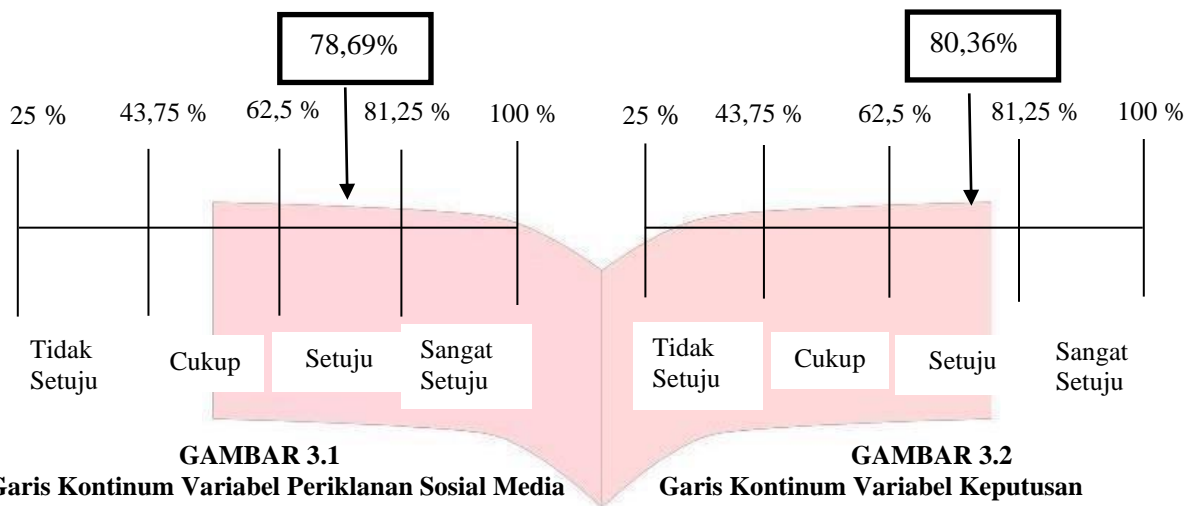 78,69%
25 % 43,75 % 62,5 % 81,25 % 100 %
Tidak
Setuju
Cukup
Setuju
Sangat
Setuju
GAMBAR 3.1
Garis Kontinum Variabel Periklanan Sosial Media
80,36%
25 % 43,75 % 62,5 % 81,25 % 100 %
Tidak
Setuju
Cukup
Setuju
Sangat
Setuju
GAMBAR 3.2
Garis Kontinum Variabel Keputusan